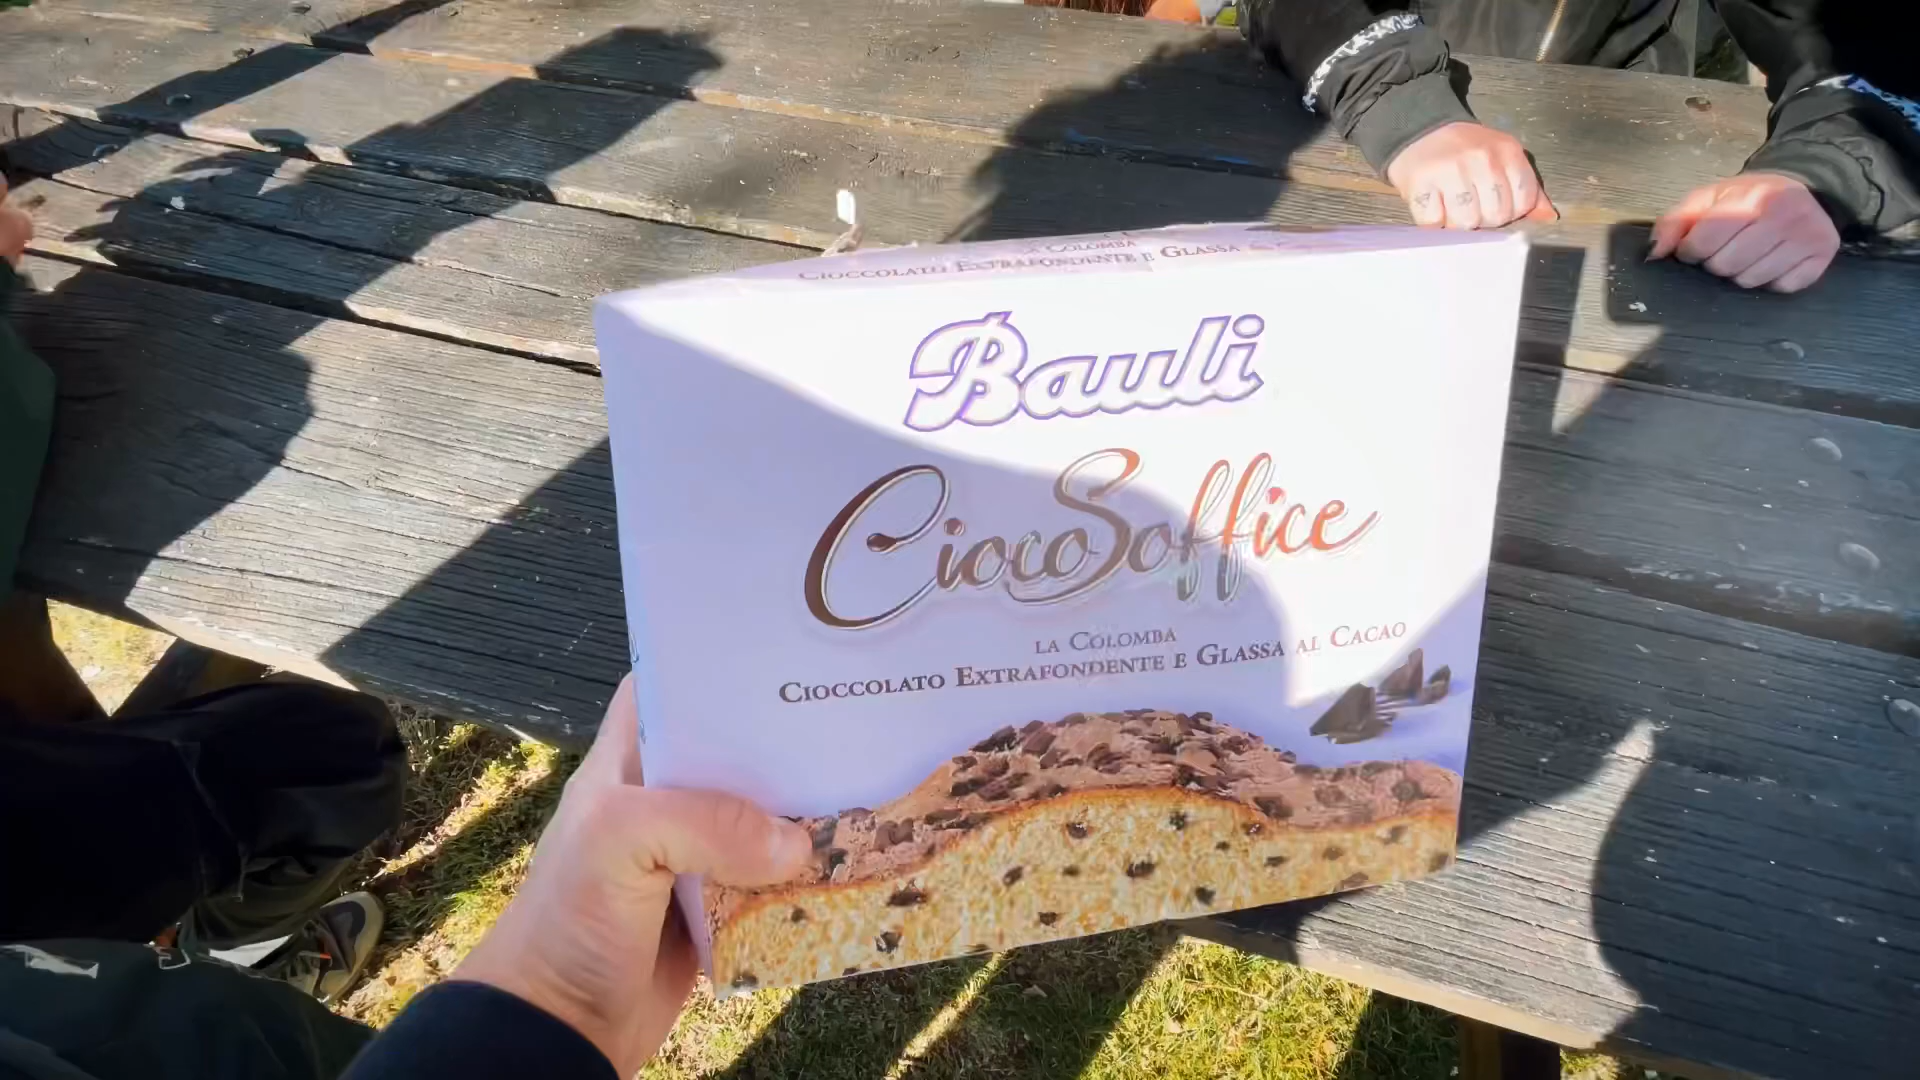 La Colomba
Cioccolato Extrafondente e Glassa
Bauli
CiocoSoffice
la Colomba
Cioccolato Extrafondente e Glassa al Cacao